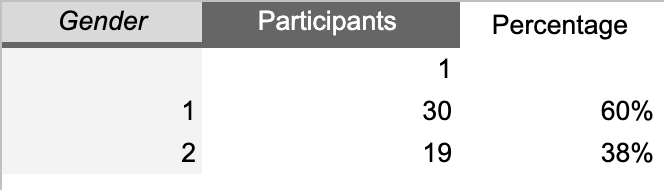 Gender Participants Percentage
1
1 30 60%
2 19 38%